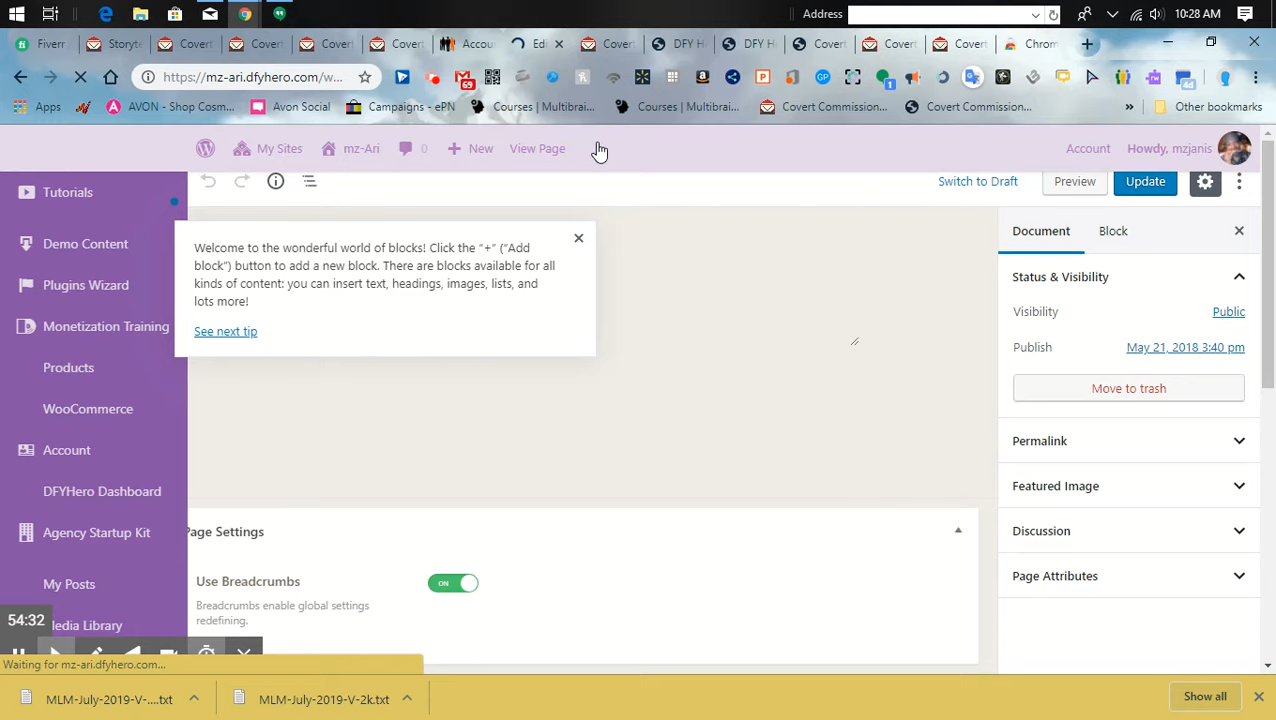 Address
10:28 AM
Fiverr
Storyte
Covert
Covert
Covert
Covert
Accou
Edi
Covert
DFY H
DFY H
Covert
Covert
Covert
Chrom
https://mz-ari.dfyhero.com/w...
69
1
4d
Apps
AVON - Shop Cosm...
Avon Social
Campaigns - ePN
Courses | Multibrai...
Courses | Multibrai...
Covert Commission...
Covert Commission...
Other bookmarks
My Sites
mz-Ari
0
New
View Page
Account
Howdy, mzjanis
Tutorials
Demo Content
Plugins Wizard
Monetization Training
Products
WooCommerce
Account
DFYHero Dashboard
Agency Startup Kit
My Posts
Media Library
54:32
Switch to Draft
Preview
Update
Welcome to the wonderful world of blocks! Click the “+” (“Add
block”) button to add a new block. There are blocks available for all
kinds of content: you can insert text, headings, images, lists, and
lots more!
See next tip
Document
Block
Status & Visibility
Visibility
Public
Publish
May 21, 2018 3:40 pm
Move to trash
Permalink
Featured Image
Discussion
Page Attributes
Page Settings
Use Breadcrumbs
ON
Breadcrumbs enable global settings
redefining.
Waiting for mz-ari.dfyhero.com...
MLM-July-2019-V-....txt
MLM-July-2019-V-2k.txt
Show all